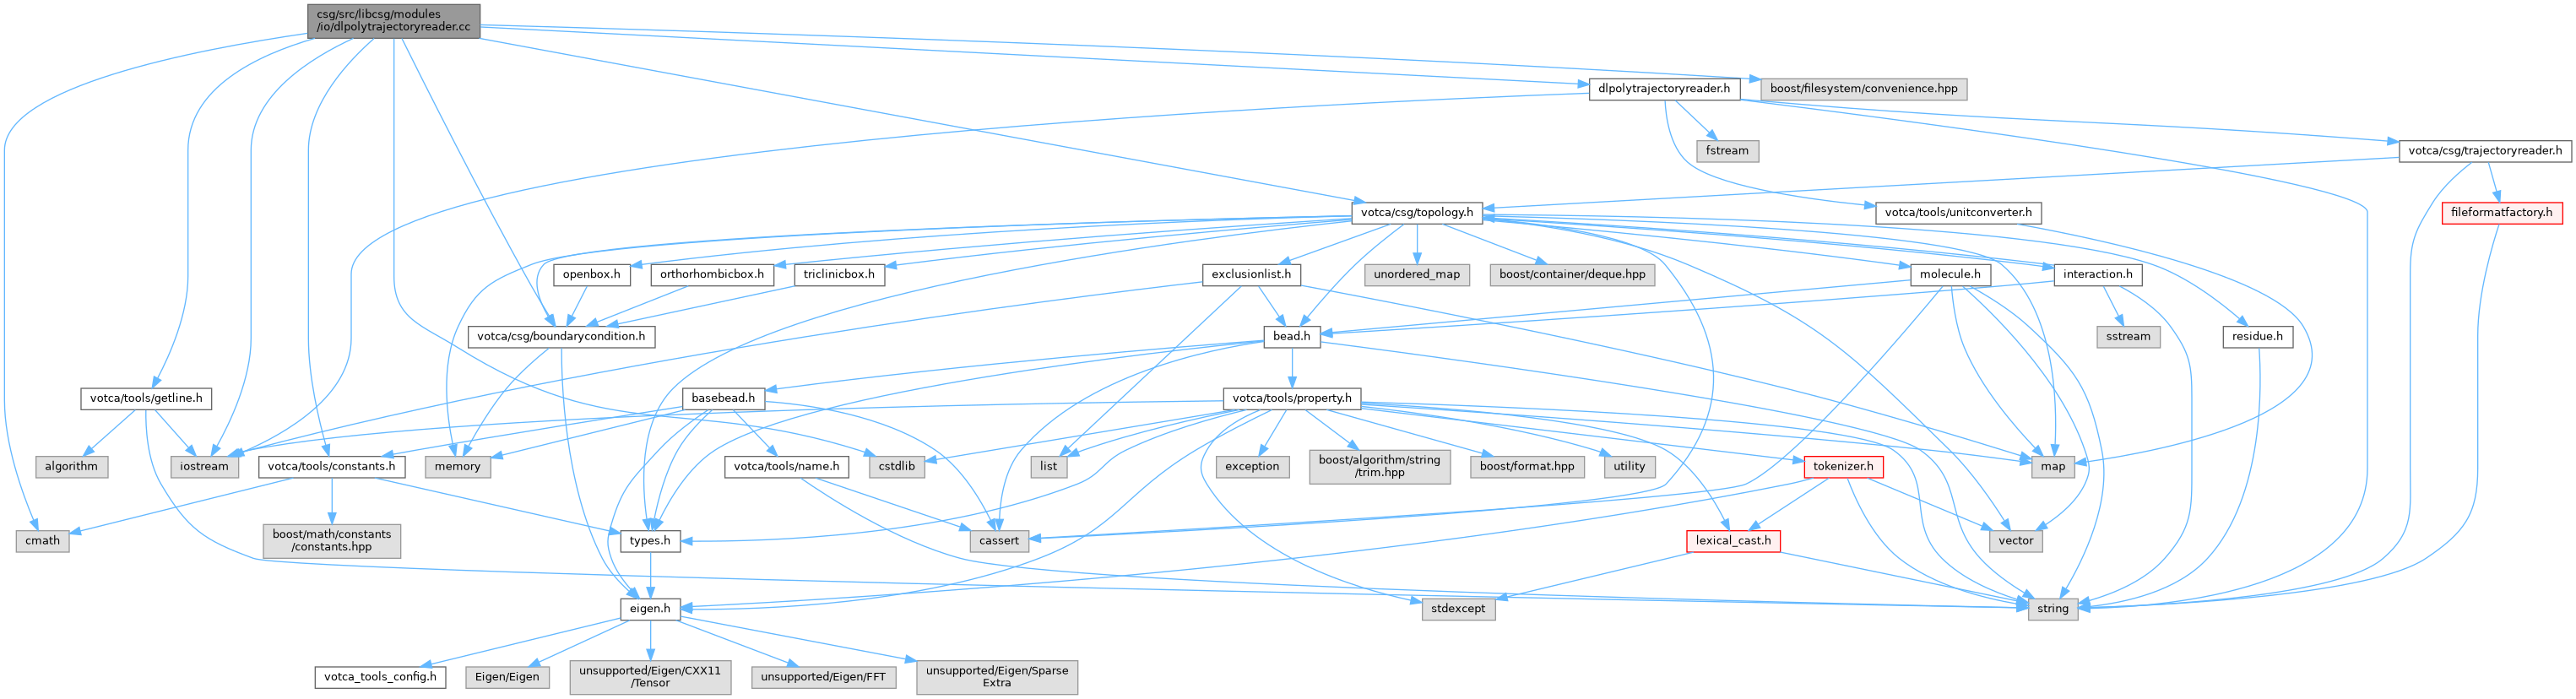 csg/src/libcsg/modules
/io/dlpolytrajectoryreader.cc
dlpolytrajectoryreader.h
boost/filesystem/convenience.hpp
fstream
votca/csg/trajectoryreader.h
votca/csg/topology.h
votca/tools/unitconverter.h
fileformatfactory.h
openbox.h
orthorhombicbox.h
triclinicbox.h
exclusionlist.h
unordered_map
boost/container/deque.hpp
molecule.h
interaction.h
votca/csg/boundarycondition.h
bead.h
sstream
residue.h
votca/tools/getline.h
basebead.h
votca/tools/property.h
algorithm
iostream
votca/tools/constants.h
memory
votca/tools/name.h
cstdlib
list
exception
boost/algorithm/string
/trim.hpp
boost/format.hpp
utility
tokenizer.h
map
cmath
boost/math/constants
/constants.hpp
types.h
cassert
lexical_cast.h
vector
eigen.h
stdexcept
string
votca_tools_config.h
Eigen/Eigen
unsupported/Eigen/CXX11
/Tensor
unsupported/Eigen/FFT
unsupported/Eigen/Sparse
Extra